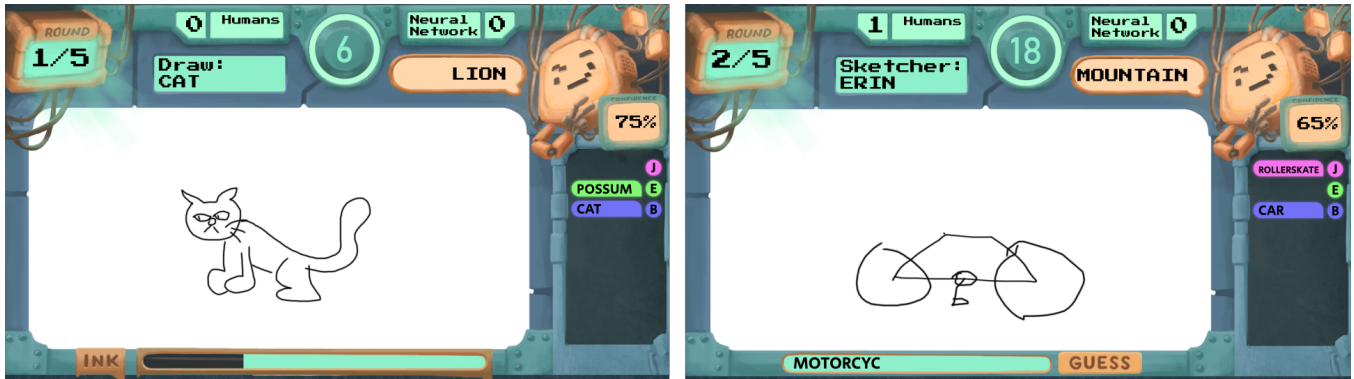 ROUND
1/5
0 Humans
6
Neural
Network 0
Draw:
CAT
LION
CONFIDENCE
75%
J
POSSUM E
CAT B
INK
ROUND
2/5
1 Humans
18
Neural
Network 0
Sketcher:
ERIN
MOUNTAIN
CONFIDENCE
65%
ROLLERSKATE J
E
CAR B
MOTORCYC
GUESS